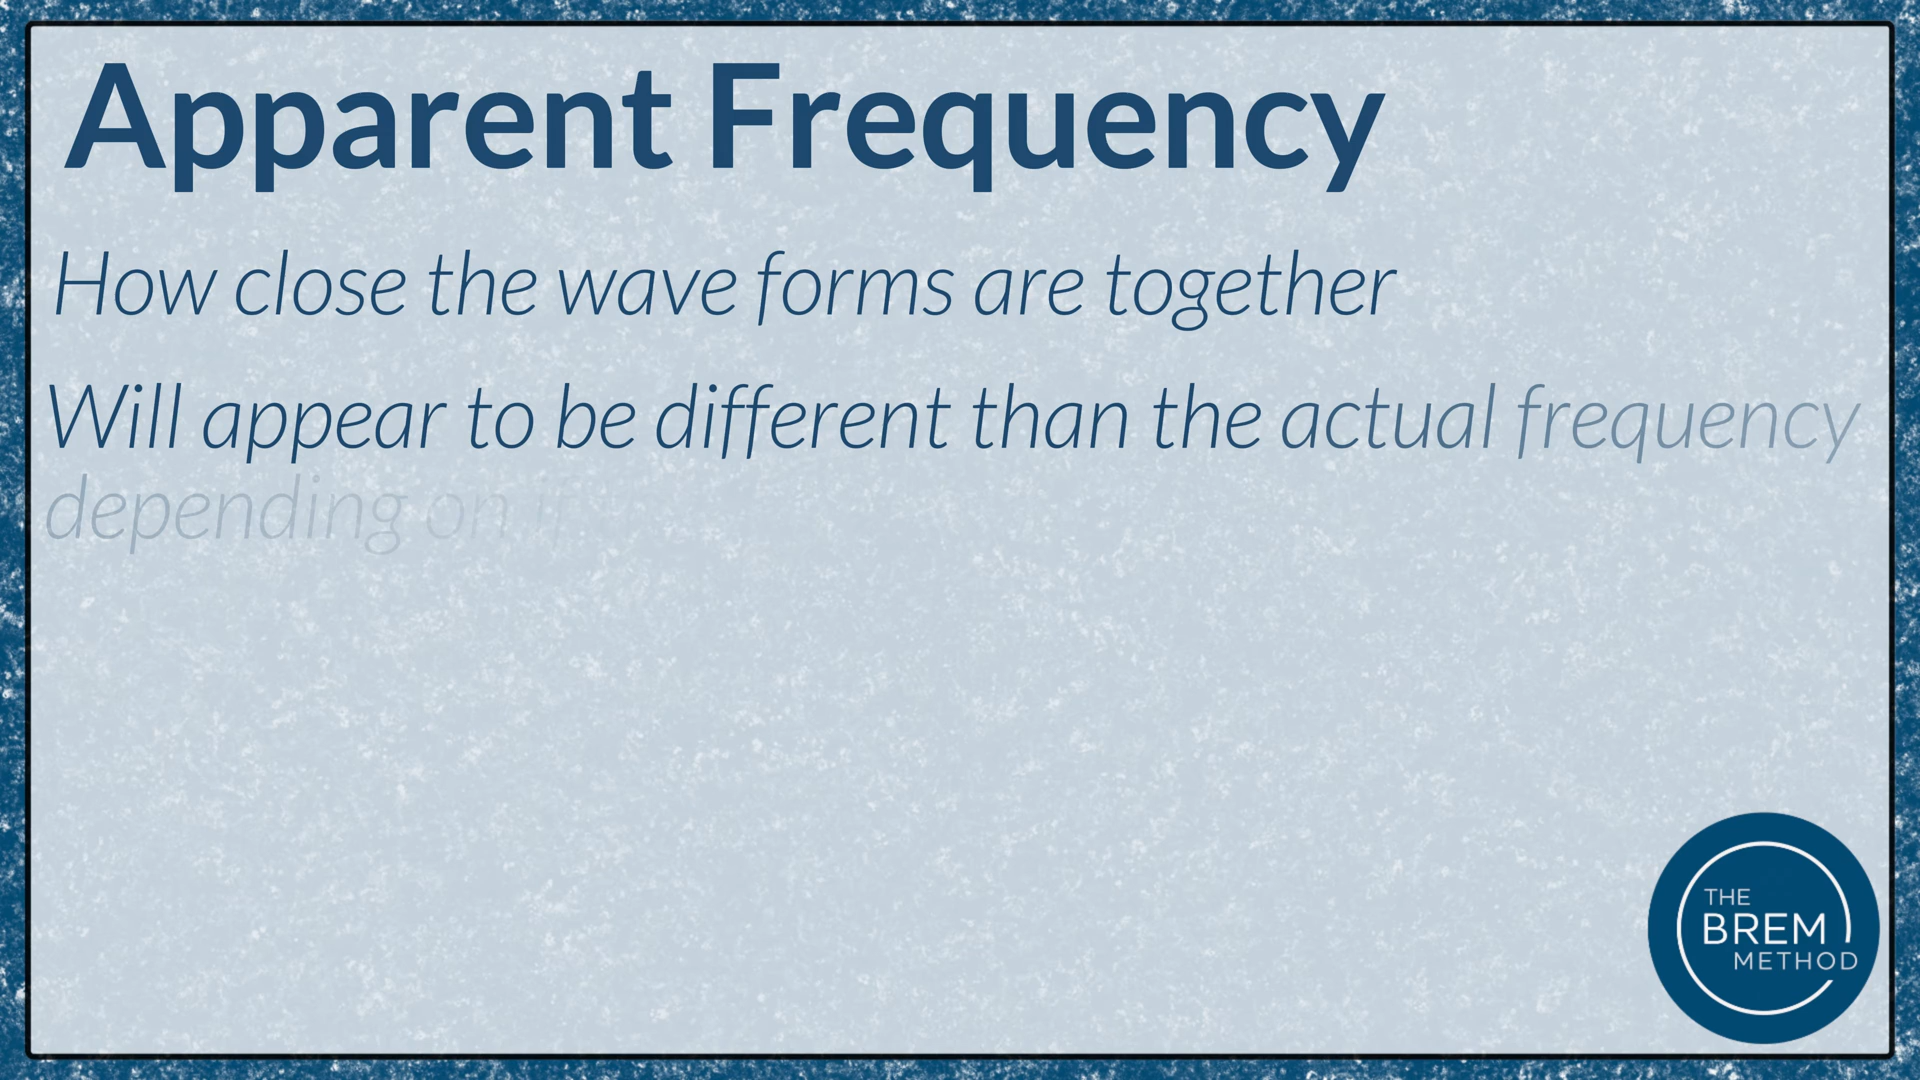 Apparent Frequency
How close the wave forms are together
Will appear to be different than the actual frequency
depending on if
THE
BREM
METHOD